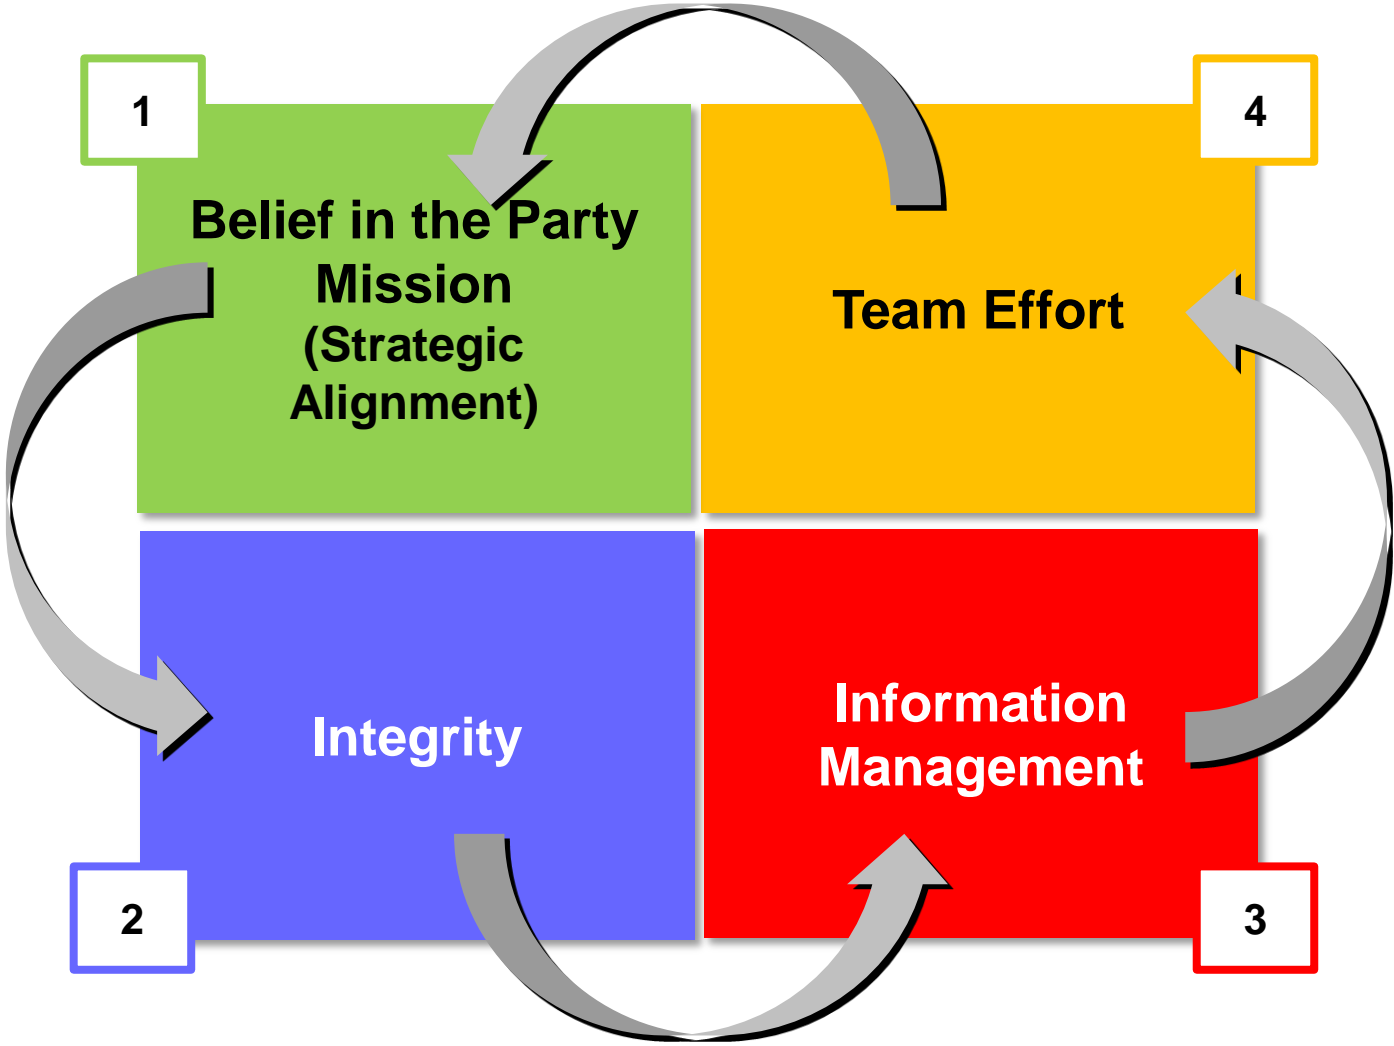 1
Belief in the Party
Mission
(Strategic
Alignment)
4
Team Effort
Integrity
2
Information
Management
3